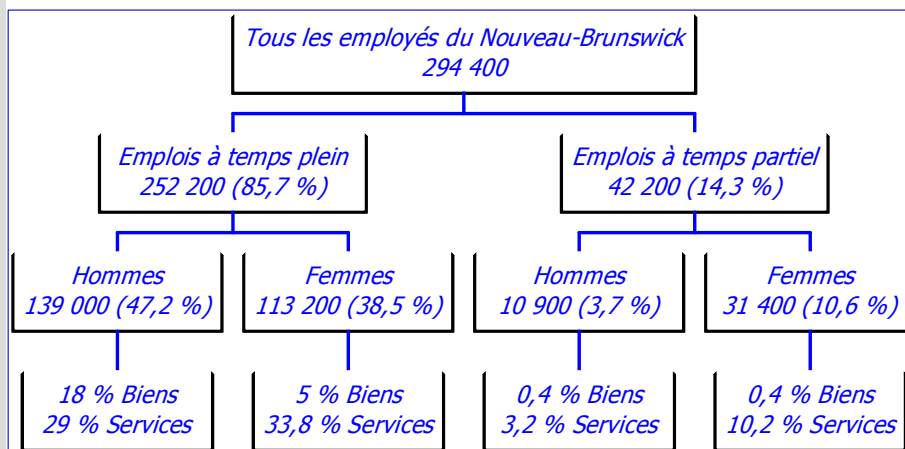 Tous les employés du Nouveau-Brunswick
294 400
Emplois à temps plein
252 200 (85,7 %)
Emplois à temps partiel
42 200 (14,3 %)
Hommes
139 000 (47,2 %)
Femmes
113 200 (38,5 %)
Hommes
10 900 (3,7 %)
Femmes
31 400 (10,6 %)
18 % Biens
29 % Services
5 % Biens
33,8 % Services
0,4 % Biens
3,2 % Services
0,4 % Biens
10,2 % Services